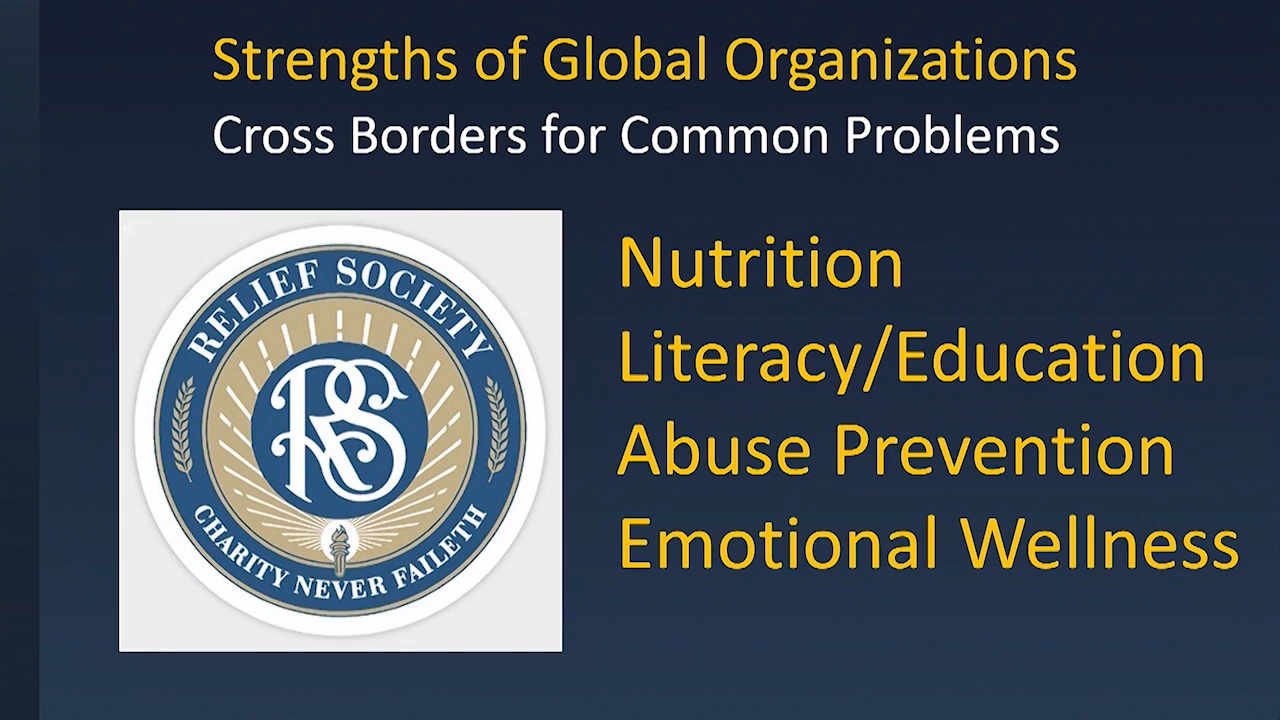 Strengths of Global Organizations
Cross Borders for Common Problems
RELIEF SOCIETY
RS
CHARITY NEVER FAILETH
Nutrition
Literacy/Education
Abuse Prevention
Emotional Wellness